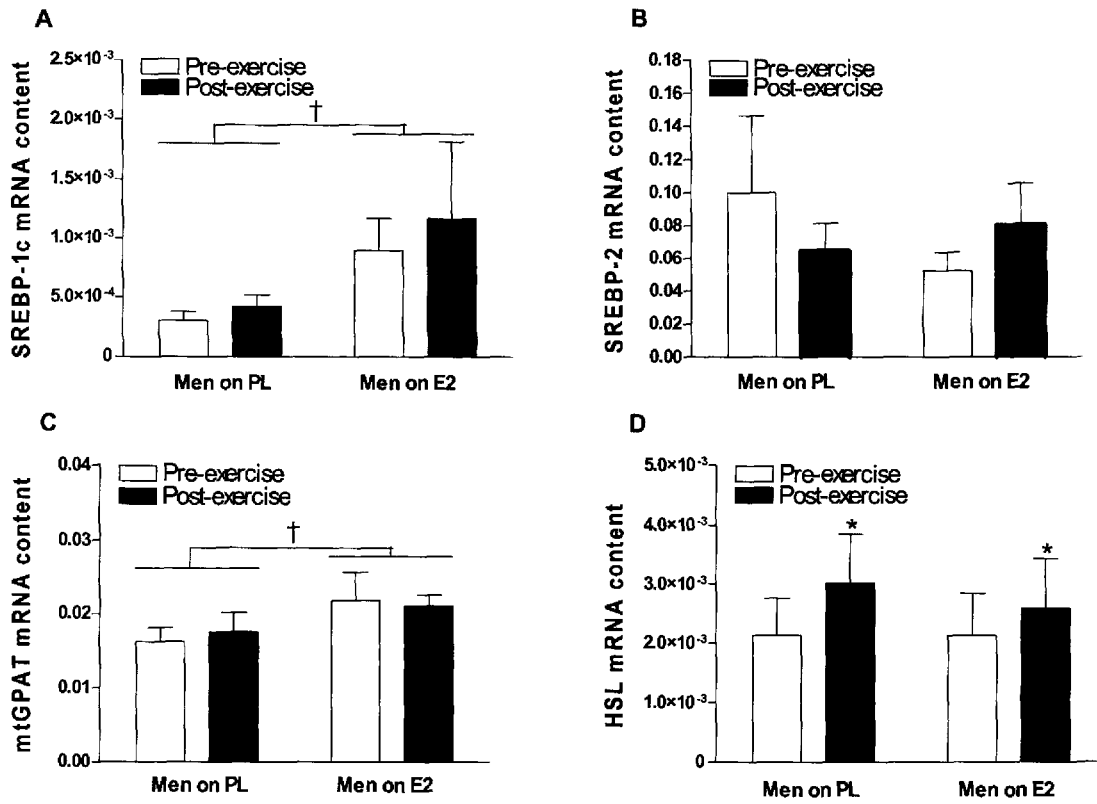 A
SREBP-1c mRNA content
2.5×10⁻³
2.0×10⁻³
1.5×10⁻³
1.0×10⁻³
5.0×10⁻⁴
0
Pre-exercise
Post-exercise
†
Men on PL
Men on E2
B
SREBP-2 mRNA content
0.18
0.16
0.14
0.12
0.10
0.08
0.06
0.04
0.02
0.00
Pre-exercise
Post-exercise
Men on PL
Men on E2
C
mtGPAT mRNA content
0.04
0.03
0.02
0.01
0.00
Pre-exercise
Post-exercise
†
Men on PL
Men on E2
D
HSL mRNA content
5.0×10⁻³
4.0×10⁻³
3.0×10⁻³
2.0×10⁻³
1.0×10⁻³
0
Pre-exercise
Post-exercise
*
*
Men on PL
Men on E2